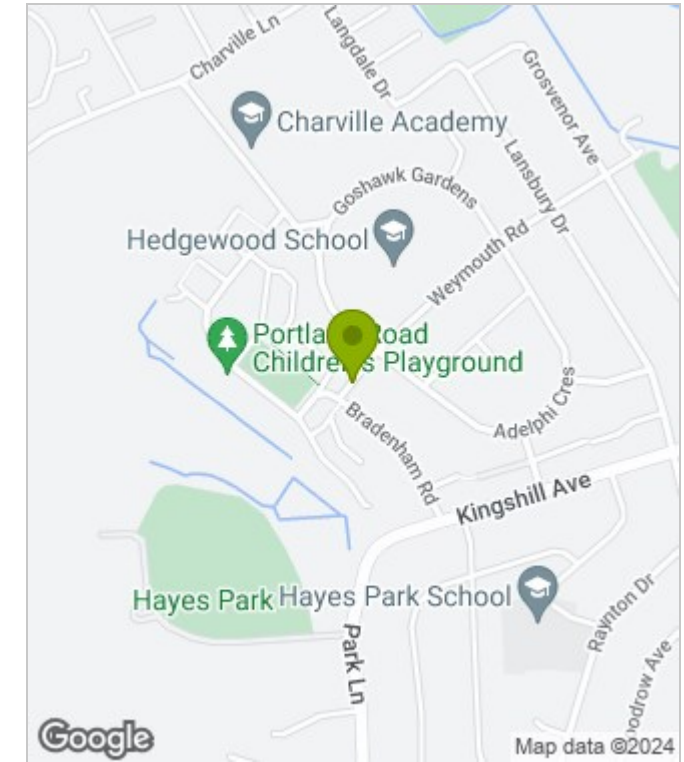 Charville Ln
Langdale Dr
Grosvenor Ave
Charville Academy
Lansbury Dr
Goshawk Gardens
Hedgewood School
Weymouth Rd
Road
Children's Playground
Adelphi Cres
Bradenham Rd
Kingshill Ave
Hayes Park
Hayes Park School
Raynton Dr
Park Ln
Ave
Google
Map data ©2024